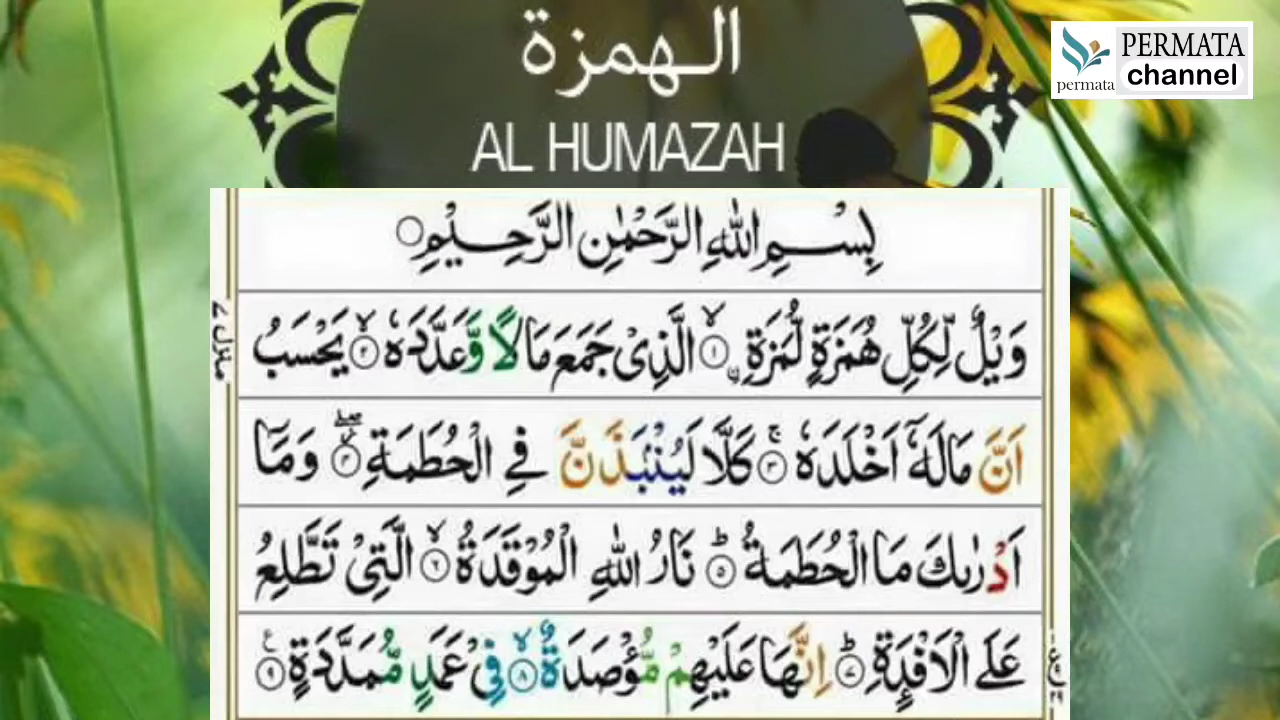 الهمزة
AL HUMAZAH
permata
PERMATA
channel
بِسْمِ اللّٰهِ الرَّحْمٰنِ الرَّحِيْمِ
وَيْلٌ لِّكُلِّ هُمَزَةٍ لُّمَزَةٍۙ ۝١ الَّذِىْ جَمَعَ مَالًا وَّعَدَّدَهٗۙ ۝٢ يَحْسَبُ
اَنَّ مَالَهٗۤ اَخْلَدَهٗۚ ۝٣ كَلَّا لَيُنْۢبَذَنَّ فِى الْحُطَمَةِۖ ۝٤ وَمَاۤ
اَدْرٰىكَ مَا الْحُطَمَةُؕ ۝٥ نَارُ اللّٰهِ الْمُوْقَدَةُۙ ۝٦ الَّتِىْ تَطَّلِعُ
عَلَى الْاَفْـِٕدَةِؕ ۝٧ اِنَّهَا عَلَيْهِمْ مُّؤْصَدَةٌۙ ۝٨ فِىْ عَمَدٍ مُّمَدَّدَةٍ ۝٩